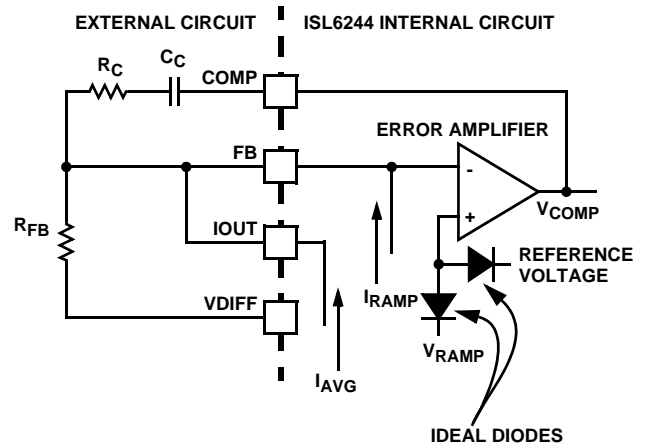 EXTERNAL CIRCUIT
ISL6244 INTERNAL CIRCUIT
RC
CC
COMP
ERROR AMPLIFIER
FB
-
+
VCOMP
RFB
IOUT
REFERENCE
VOLTAGE
IRAMP
VDIFF
VRAMP
IAVG
IDEAL DIODES